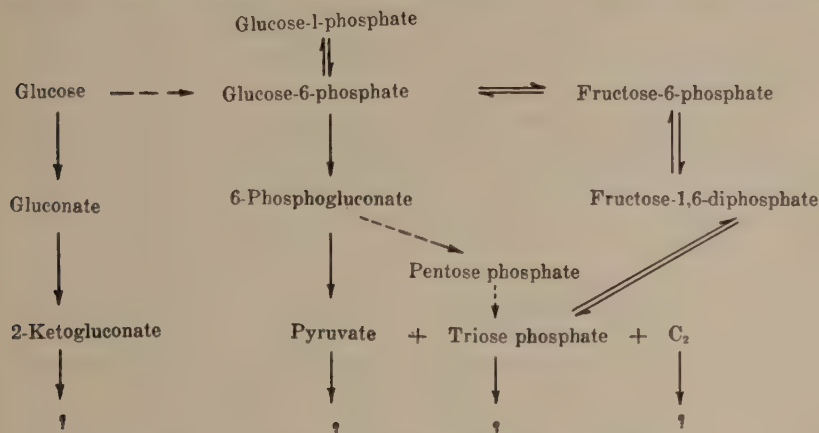 Glucose-1-phosphate
Glucose Glucose-6-phosphate Fructose-6-phosphate
Gluconate 6-Phosphogluconate Fructose-1,6-diphosphate
Pentose phosphate
2-Ketogluconate Pyruvate + Triose phosphate + C₂
? ? ? ?